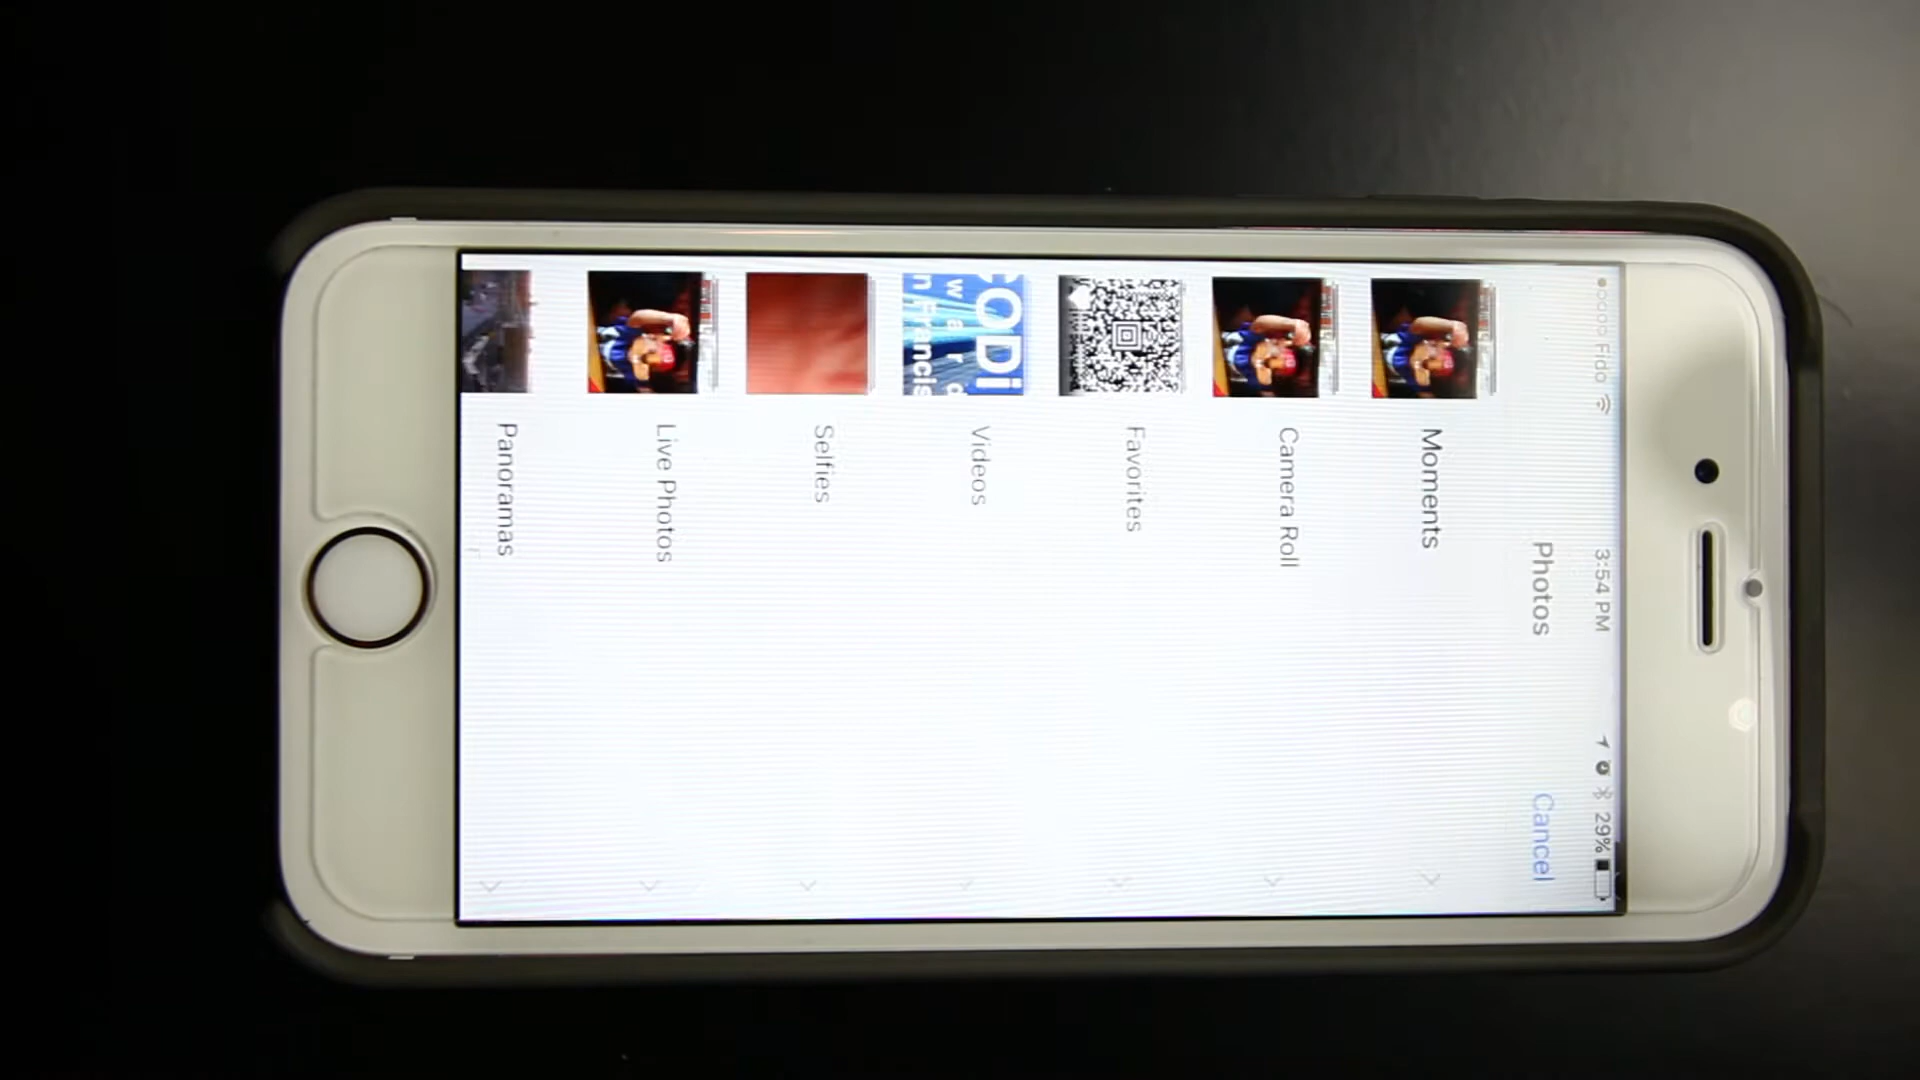 Fido
3:54 PM
29%
Photos
Cancel
Moments
Camera Roll
Favorites
Videos
Selfies
Live Photos
Panoramas